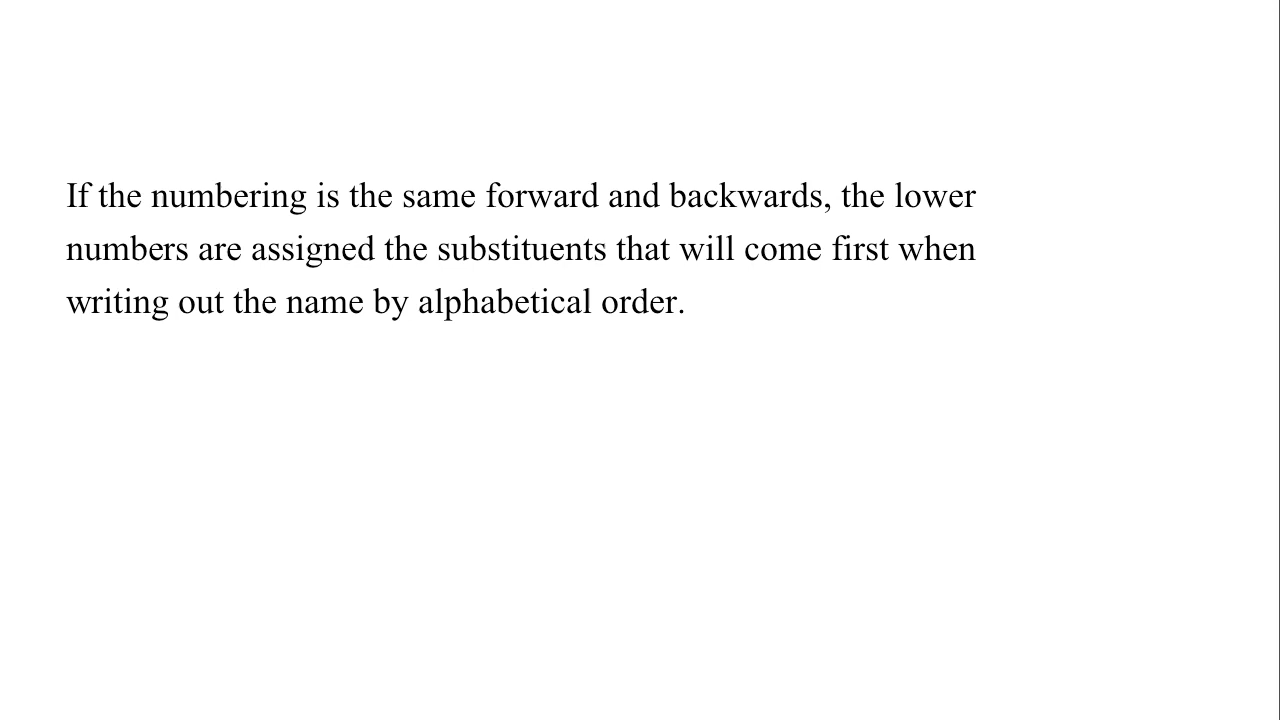 If the numbering is the same forward and backwards, the lower
numbers are assigned the substituents that will come first when
writing out the name by alphabetical order.